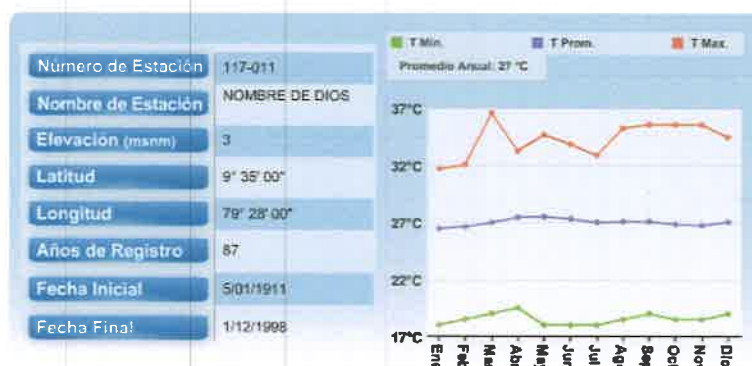 Número de Estación 117-011
Nombre de Estación NOMBRE DE DIOS
Elevación (msnm) 3
Latitud 9° 35' 00"
Longitud 79° 28' 00"
Años de Registro 87
Fecha Inicial 5/01/1911
Fecha Final 1/12/1998
T Min. T Prom. T Max.
Promedio Anual: 27 °C
37°C
32°C
27°C
22°C
17°C
Ene Feb Mar Abr May Jun Jul Ago Sep Oct Nov Dic